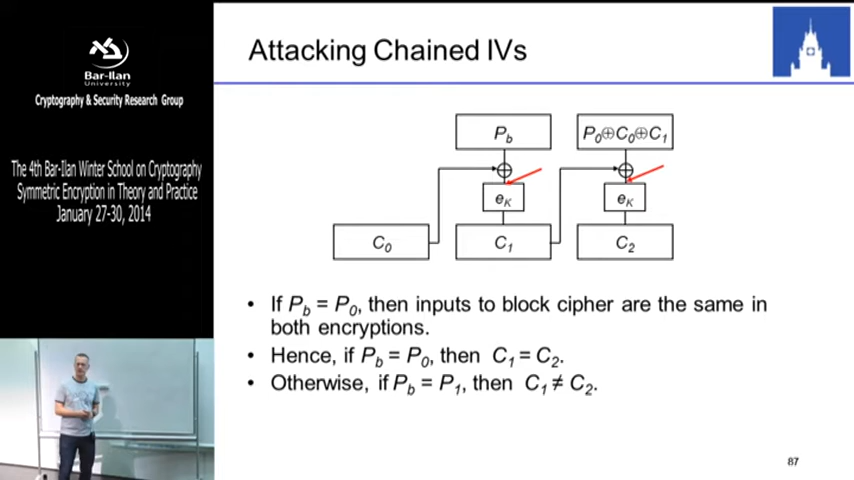 Bar-Ilan
University
Cryptography & Security Research Group
The 4th Bar-Ilan Winter School on Cryptography
Symmetric Encryption in Theory and Practice
January 27-30, 2014
Attacking Chained IVs
P_b
P_0⊕C_0⊕C_1
e_K
e_K
C_0
C_1
C_2
• If P_b = P_0, then inputs to block cipher are the same in
both encryptions.
• Hence, if P_b = P_0, then C_1 = C_2.
• Otherwise, if P_b = P_1, then C_1 ≠ C_2.
87